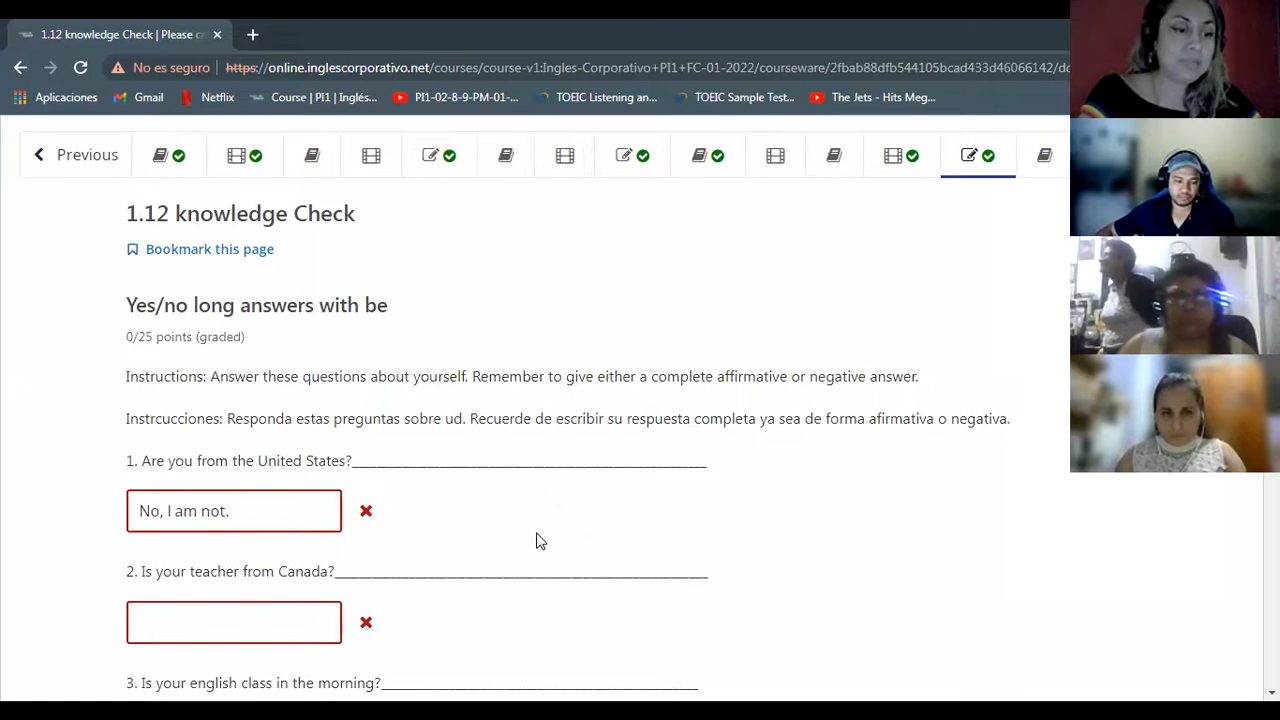 1.12 knowledge Check | Please c
No es seguro
https://online.inglescorporativo.net/courses/course-v1:Ingles-Corporativo+PI1+FC-01-2022/courseware/2fbab88dfb544105bcad433d46066142/dc
Aplicaciones Gmail Netflix Course | PI1 | Inglés... PI1-02-8-9-PM-01-... TOEIC Listening an... TOEIC Sample Test... The Jets - Hits Meg...
Previous
1.12 knowledge Check
Bookmark this page
Yes/no long answers with be
0/25 points (graded)
Instructions: Answer these questions about yourself. Remember to give either a complete affirmative or negative answer.
Instrcucciones: Responda estas preguntas sobre ud. Recuerde de escribir su respuesta completa ya sea de forma afirmativa o negativa.
1. Are you from the United States?___________________________________________
No, I am not.
2. Is your teacher from Canada?_____________________________________________
3. Is your english class in the morning?______________________________________